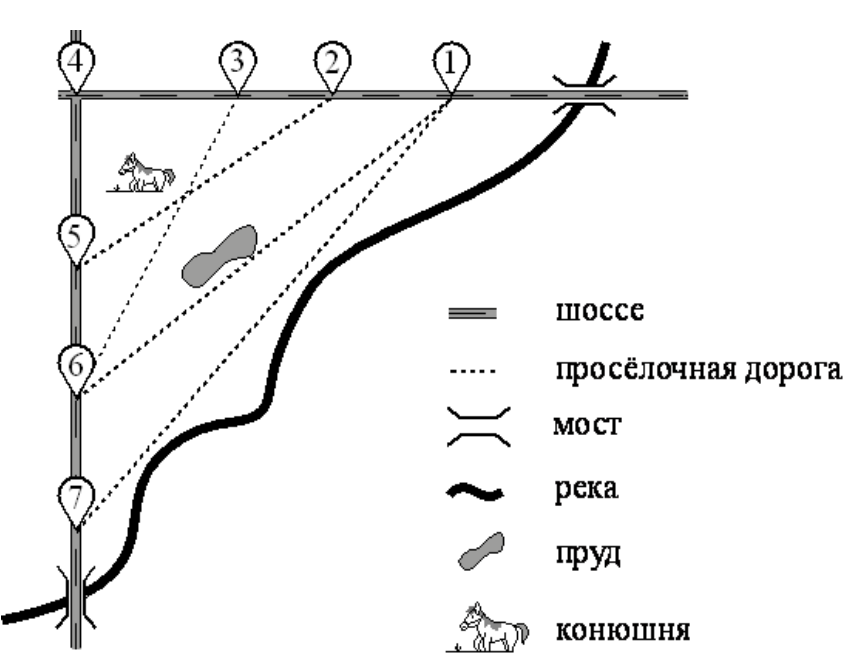 4 3 2 1
5
6
7
шоссе
просёлочная дорога
мост
река
пруд
конюшня